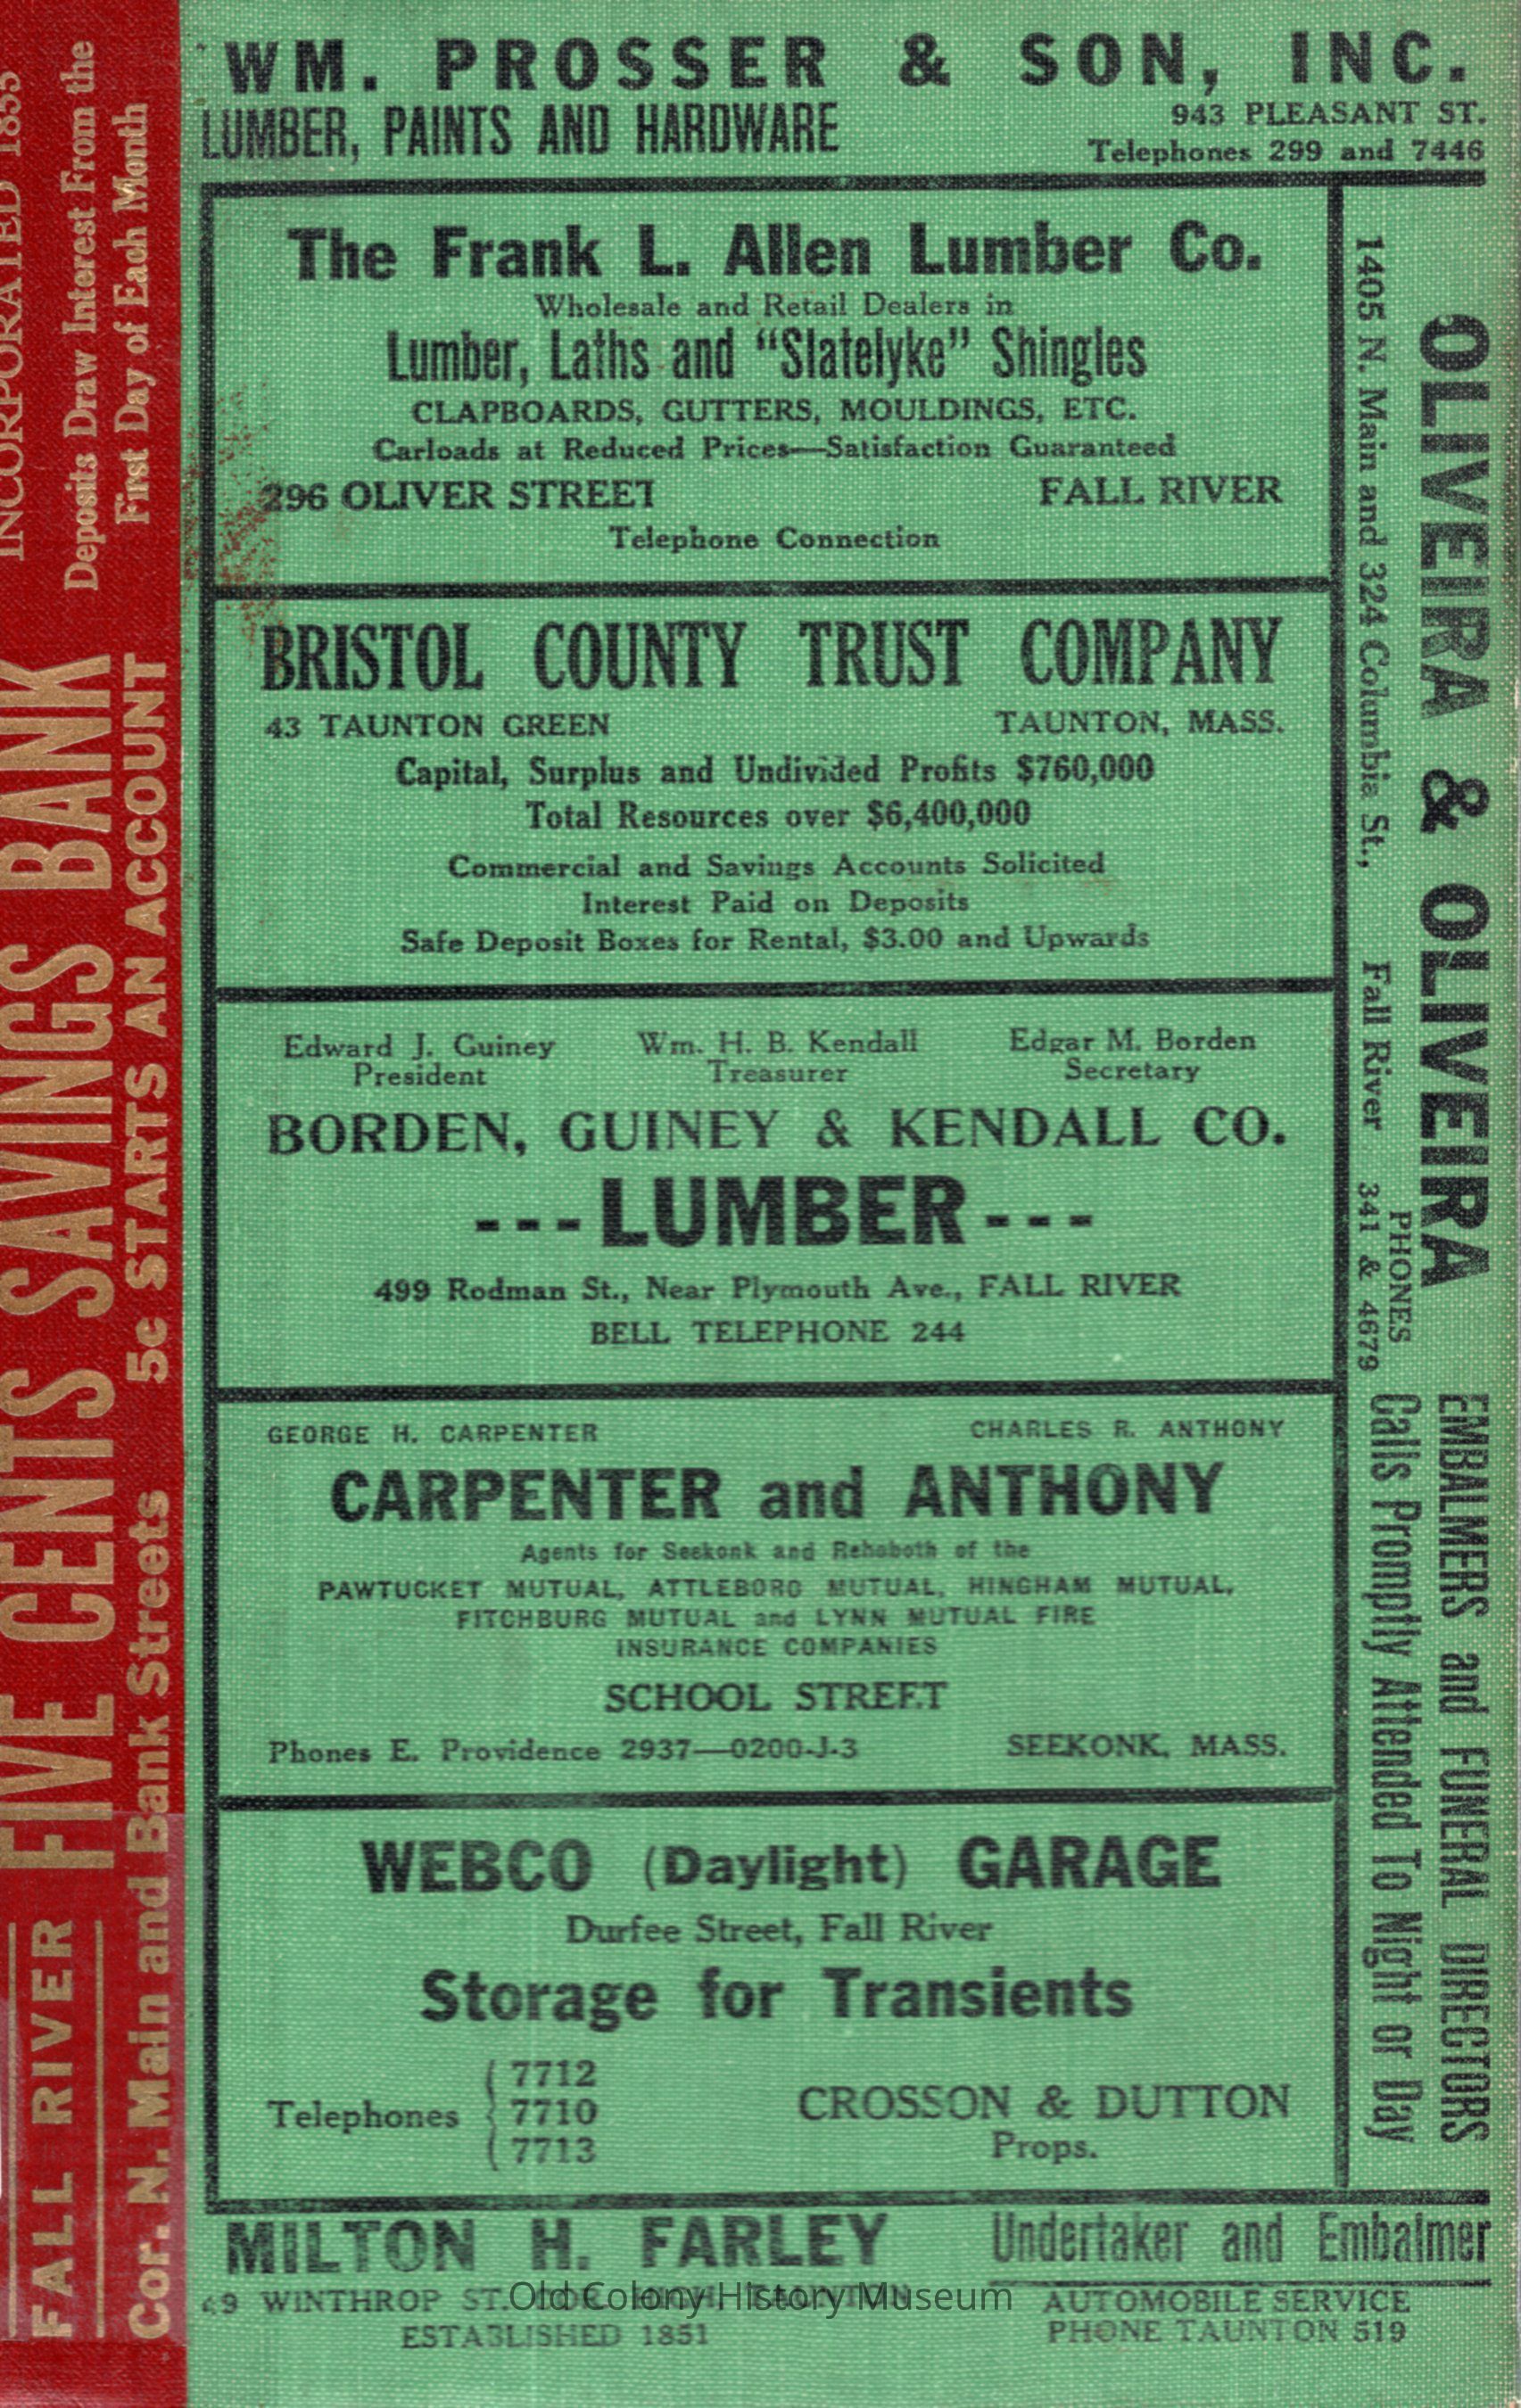 WM. PROSSER & SON, INC.
LUMBER, PAINTS AND HARDWARE
943 PLEASANT ST.
Telephones 299 and 7446
The Frank L. Allen Lumber Co.
Wholesale and Retail Dealers in
Lumber, Laths and "Slatelyke" Shingles
CLAPBOARDS, GUTTERS, MOULDINGS, ETC.
Carloads at Reduced Prices—Satisfaction Guaranteed
296 OLIVER STREET FALL RIVER
Telephone Connection
BRISTOL COUNTY TRUST COMPANY
43 TAUNTON GREEN TAUNTON, MASS.
Capital, Surplus and Undivided Profits $760,000
Total Resources over $6,400,000
Commercial and Savings Accounts Solicited
Interest Paid on Deposits
Safe Deposit Boxes for Rental, $3.00 and Upwards
Edward J. Guiney Wm. H. B. Kendall Edgar M. Borden
President Treasurer Secretary
BORDEN, GUINEY & KENDALL CO.
---LUMBER---
499 Rodman St., Near Plymouth Ave., FALL RIVER
BELL TELEPHONE 244
GEORGE H. CARPENTER CHARLES R. ANTHONY
CARPENTER and ANTHONY
Agents for Seekonk and Rehoboth of the
PAWTUCKET MUTUAL, ATTLEBORO MUTUAL, HINGHAM MUTUAL,
FITCHBURG MUTUAL and LYNN MUTUAL FIRE
INSURANCE COMPANIES
SCHOOL STREET
Phones E. Providence 2937—0200-J-3 SEEKONK, MASS.
WEBCO (Daylight) GARAGE
Durfee Street, Fall River
Storage for Transients
Telephones
7712
7710
7713
CROSSON & DUTTON
Props.
MILTON H. FARLEY
WINTHROP ST.
ESTABLISHED 1851
Undertaker and Embalmer
AUTOMOBILE SERVICE
PHONE TAUNTON 519
OLIVEIRA & OLIVEIRA
1405 N. Main and 324 Columbia St., Fall River
PHONES
341 & 4679
EMBALMERS and FUNERAL DIRECTORS
Calls Promptly Attended To Night or Day
FALL RIVER FIVE CENTS SAVINGS BANK
INCORPORATED 1855
Cor. N. Main and Bank Streets
5c STARTS AN ACCOUNT
Deposits Draw Interest From the
First Day of Each Month
Old Colony History Museum